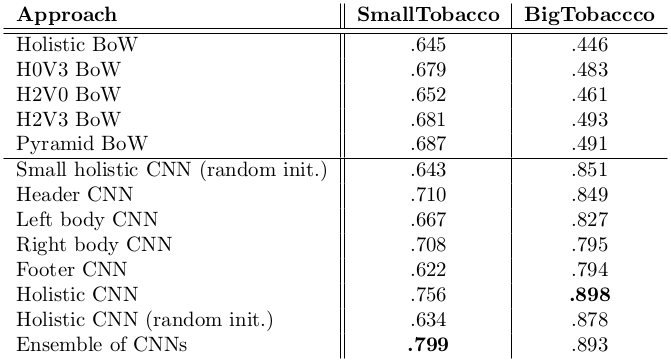 Approach SmallTobacco BigTobaccco
Holistic BoW .645 .446
H0V3 BoW .679 .483
H2V0 BoW .652 .461
H2V3 BoW .681 .493
Pyramid BoW .687 .491
Small holistic CNN (random init.) .643 .851
Header CNN .710 .849
Left body CNN .667 .827
Right body CNN .708 .795
Footer CNN .622 .794
Holistic CNN .756 .898
Holistic CNN (random init.) .634 .878
Ensemble of CNNs .799 .893